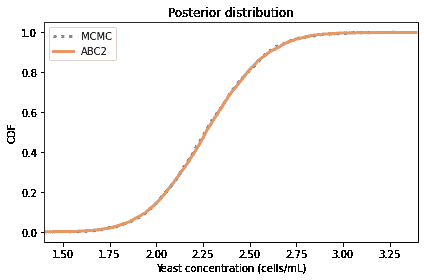 Posterior distribution
MCMC
ABC2
CDF
1.0
0.8
0.6
0.4
0.2
0.0
1.50 1.75 2.00 2.25 2.50 2.75 3.00 3.25
Yeast concentration (cells/mL)